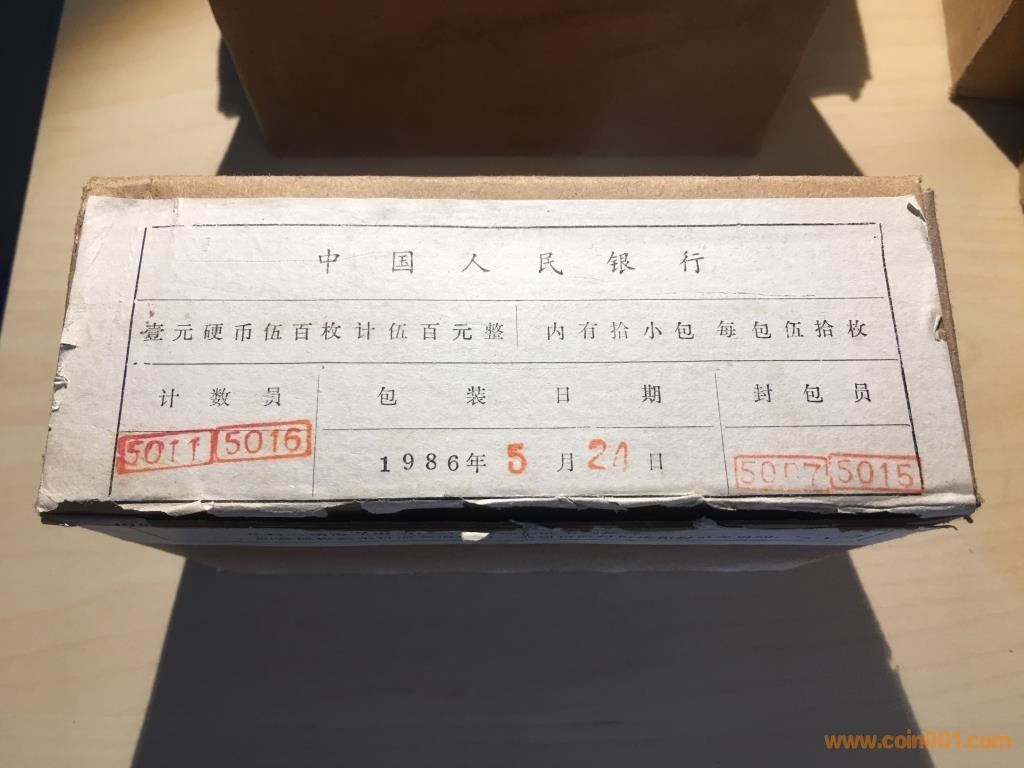 中国人民银行
壹元硬币伍百枚计伍百元整 内有拾小包 每包伍拾枚
计数员 包装日期 封包员
5011 5016 1986年 5月 日 5015
www.coin001.com